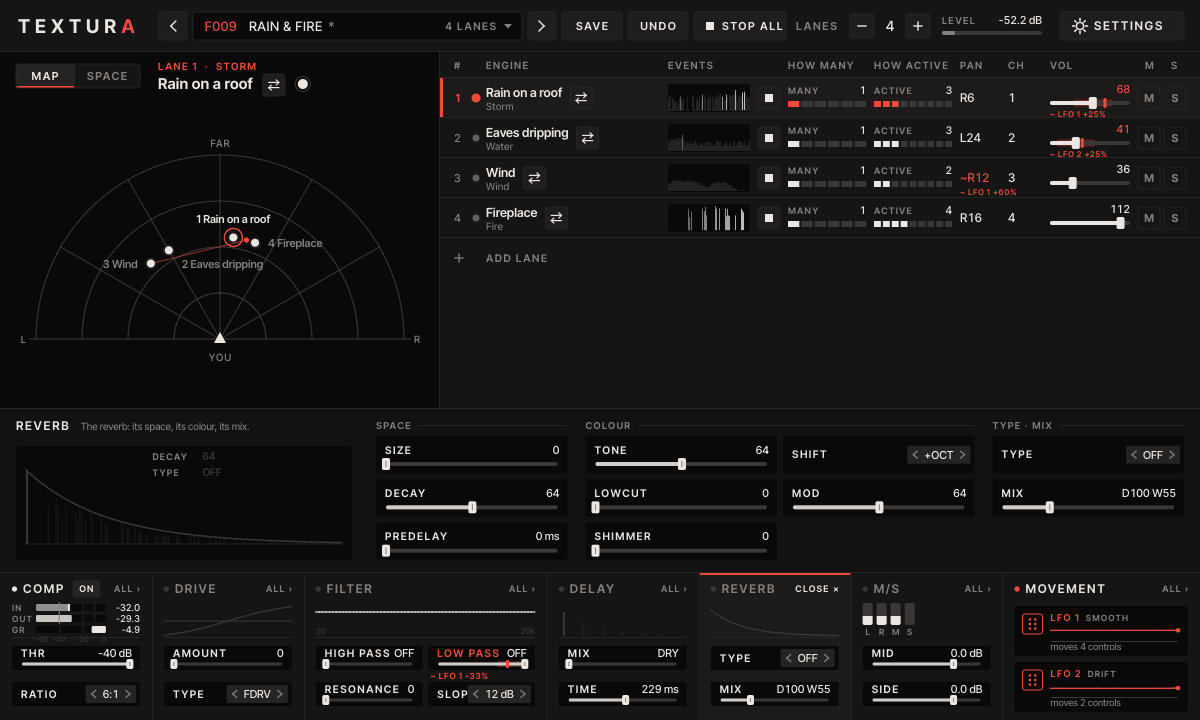 TEXTURA
F009 RAIN & FIRE * 4 LANES
SAVE
UNDO
STOP ALL
LANES
4
LEVEL -52.2 dB
SETTINGS
MAP
SPACE
LANE 1 · STORM
Rain on a roof
FAR
1 Rain on a roof
4 Fireplace
3 Wind
2 Eaves dripping
L
R
YOU
# ENGINE EVENTS HOW MANY HOW ACTIVE PAN CH VOL M S
1 Rain on a roof MANY 1 ACTIVE 3 R6 1 68 M S
Storm
~ LFO 1 +25%
2 Eaves dripping MANY 1 ACTIVE 3 L24 2 41 M S
Water
~ LFO 2 +25%
3 Wind MANY 1 ACTIVE 2 ~R12 3 36 M S
Wind
~ LFO 1 +60%
4 Fireplace MANY 1 ACTIVE 4 R16 4 112 M S
Fire
+ ADD LANE
REVERB The reverb: its space, its colour, its mix.
DECAY 64
TYPE OFF
SPACE
SIZE 0
DECAY 64
PREDELAY 0 ms
COLOUR
TONE 64
SHIFT < +OCT >
LOWCUT 0
MOD 64
SHIMMER 0
TYPE · MIX
TYPE < OFF >
MIX D100 W55
COMP ON ALL ›
IN -32.0
OUT -29.3
GR -4.9
-60 -40 -20 0
THR -40 dB
RATIO < 6:1 >
DRIVE ALL ›
AMOUNT 0
TYPE < FDRV >
FILTER ALL ›
20 20k
HIGH PASS OFF
LOW PASS OFF
~ LFO 1 -33%
RESONANCE 0
SLOP < 12 dB >
DELAY ALL ›
MIX DRY
TIME 229 ms
REVERB CLOSE ×
TYPE < OFF >
MIX D100 W55
M/S ALL ›
L R M S
MID 0.0 dB
SIDE 0.0 dB
MOVEMENT ALL ›
LFO 1 SMOOTH
moves 4 controls
LFO 2 DRIFT
moves 2 controls